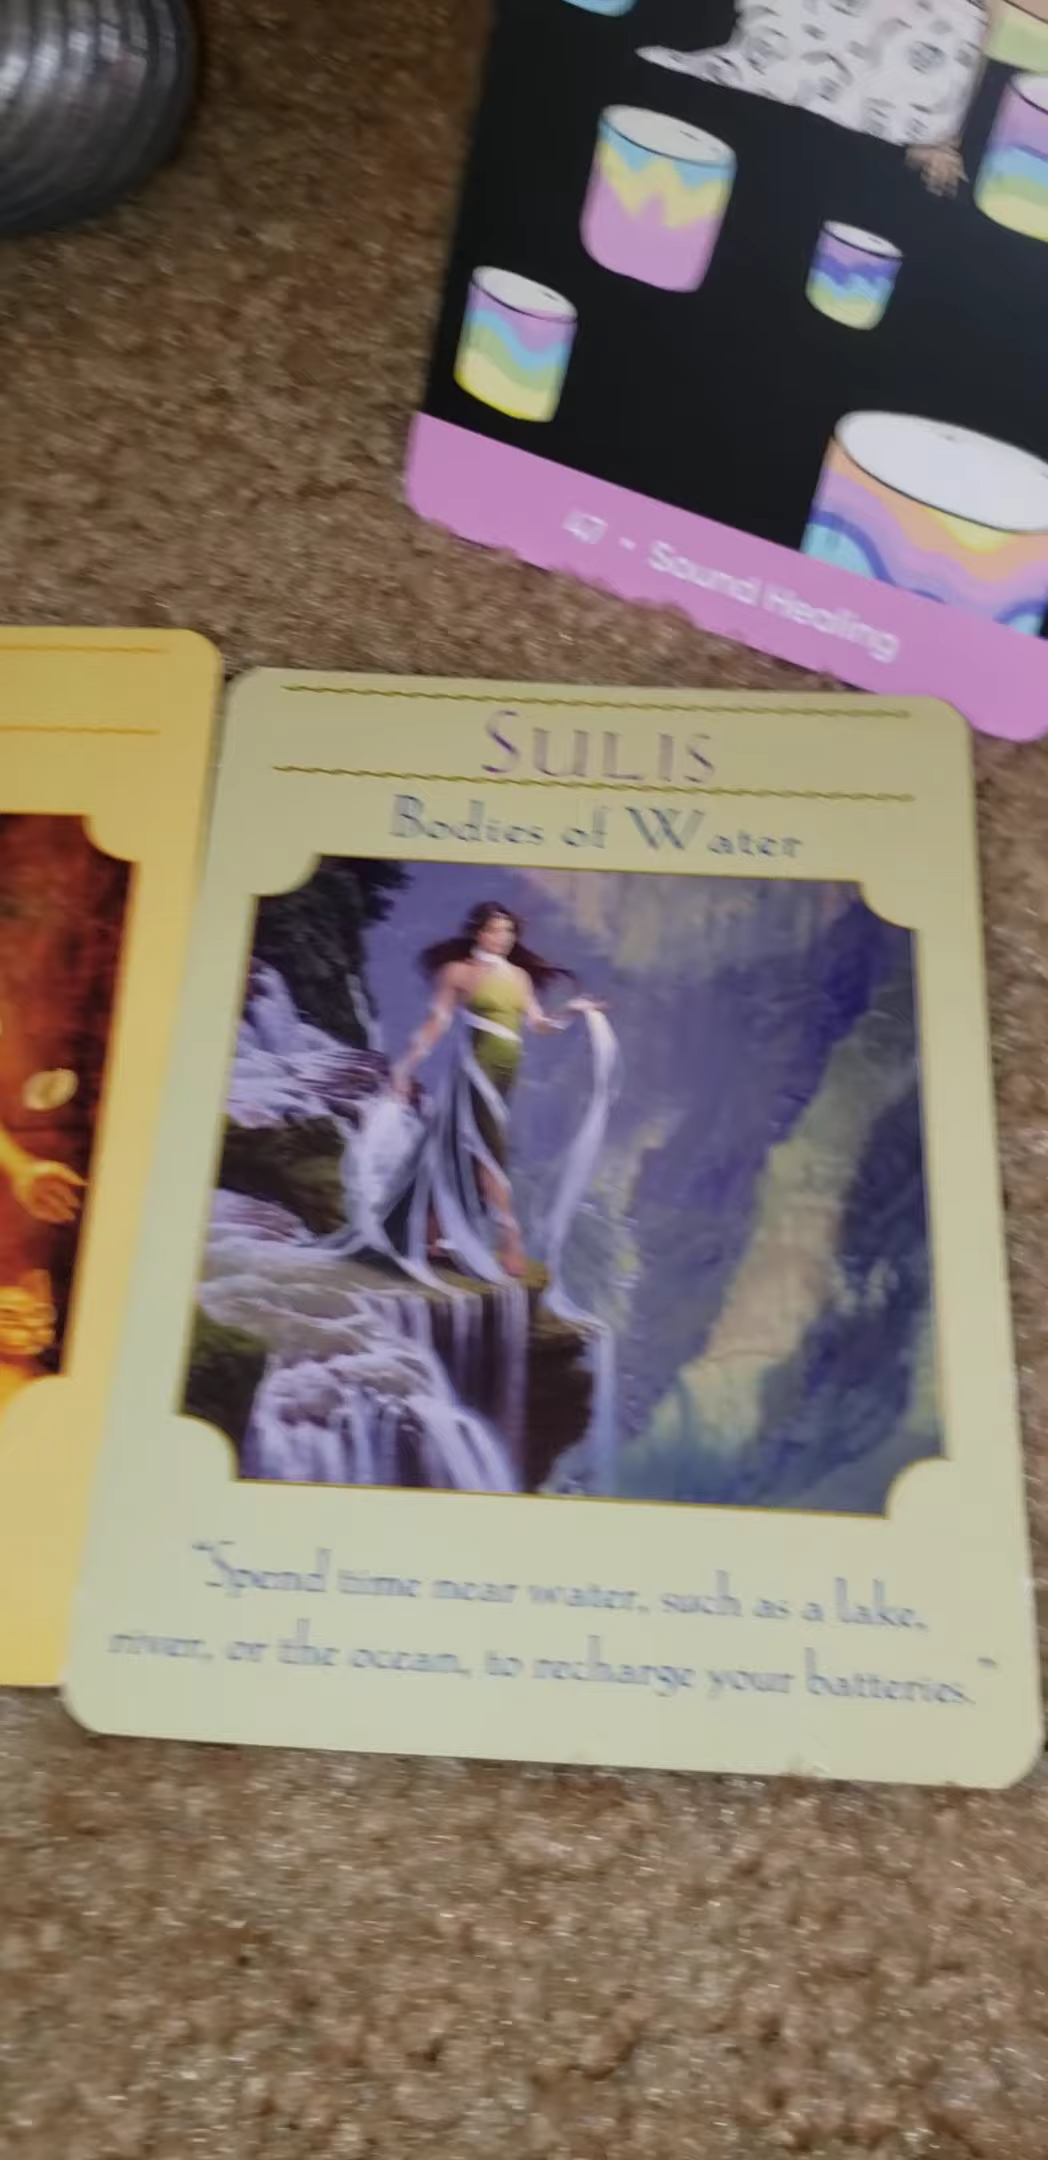 47 • Sound Healing
SULIS
Bodies of Water
"Spend time near water, such as a lake,
river, or the ocean, to recharge your batteries."